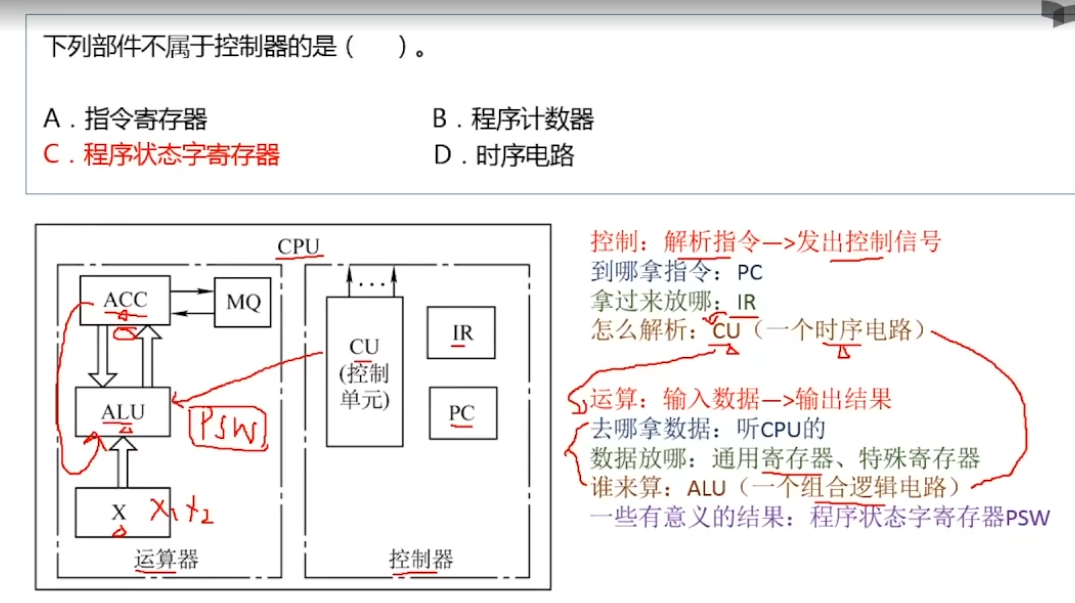 下列部件不属于控制器的是（　　）。
A．指令寄存器　　B．程序计数器
C．程序状态字寄存器　　D．时序电路
CPU
ACC
MQ
ALU
X
X₁ X₂
运算器
PSW
CU
(控制
单元)
…
IR
PC
控制器
控制：解析指令—>发出控制信号
到哪拿指令：PC
拿过来放哪：IR
怎么解析：CU（一个时序电路）
运算：输入数据—>输出结果
去哪拿数据：听CPU的
数据放哪：通用寄存器、特殊寄存器
谁来算：ALU（一个组合逻辑电路）
一些有意义的结果：程序状态字寄存器PSW